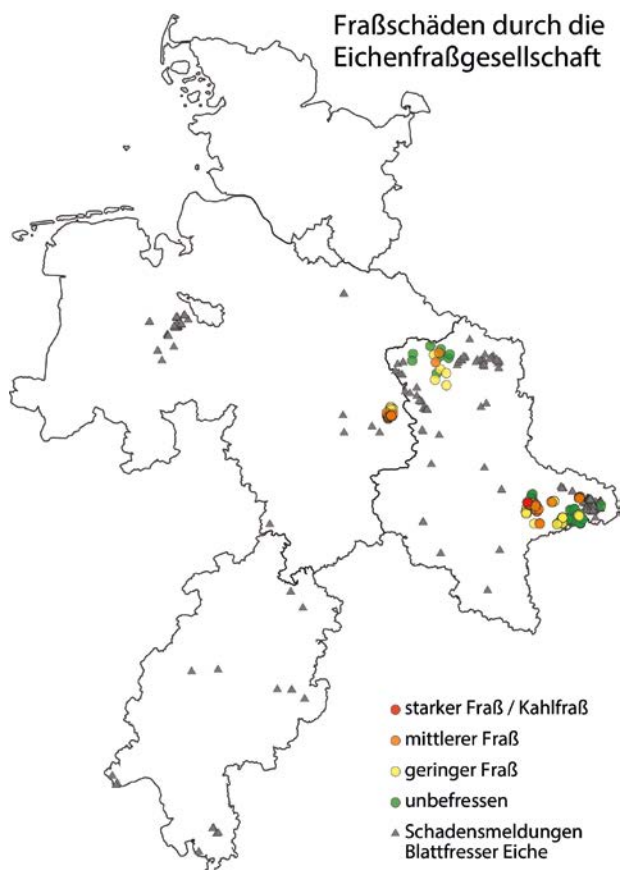 Fraßschäden durch die
Eichenfraßgesellschaft
starker Fraß / Kahlfraß
mittlerer Fraß
geringer Fraß
unbefressen
Schadensmeldungen
Blattfresser Eiche